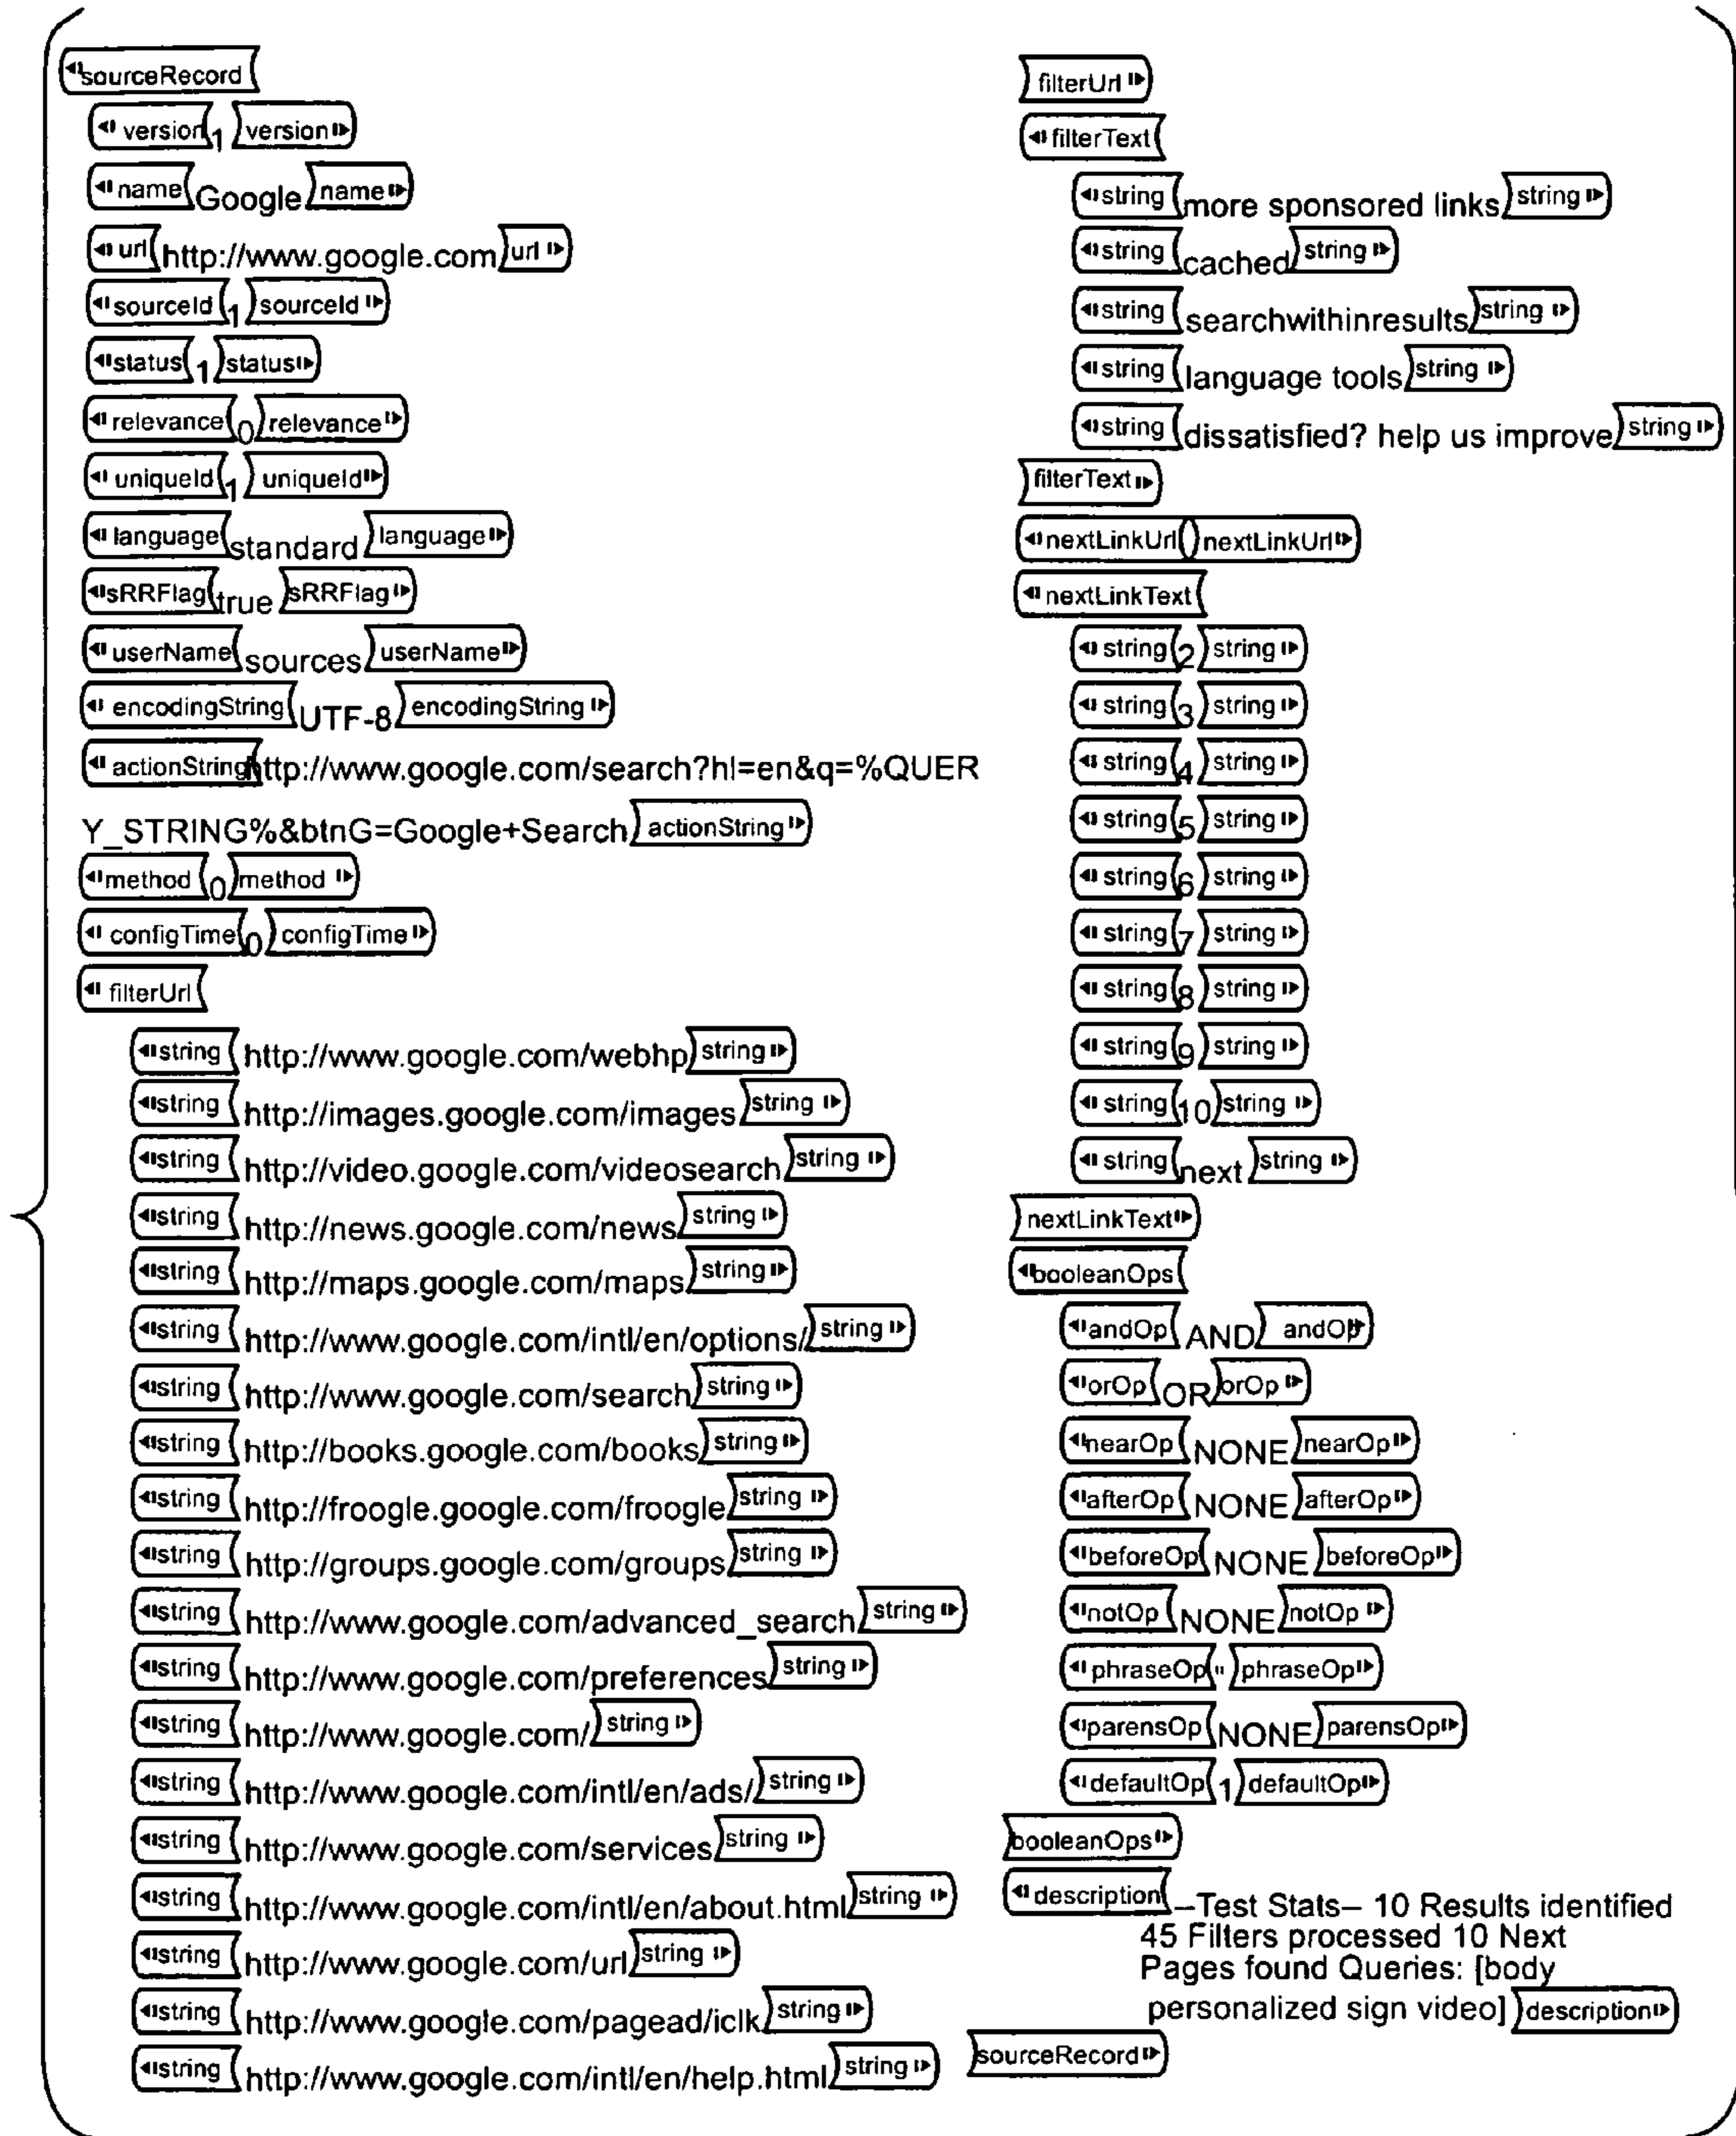 sourceRecord
version 1 version
name Google name
url http://www.google.com url
sourceId 1 sourceId
status 1 status
relevance 0 relevance
uniqueId 1 uniqueId
language standard language
sRRFlag true sRRFlag
userName sources userName
encodingString UTF-8 encodingString
actionString http://www.google.com/search?hl=en&q=%QUER
Y_STRING%&btnG=Google+Search actionString
method 0 method
configTime 0 configTime
filterUrl
string http://www.google.com/webhp string
string http://images.google.com/images string
string http://video.google.com/videosearch string
string http://news.google.com/news string
string http://maps.google.com/maps string
string http://www.google.com/intl/en/options/ string
string http://www.google.com/search string
string http://books.google.com/books string
string http://froogle.google.com/froogle string
string http://groups.google.com/groups string
string http://www.google.com/advanced_search string
string http://www.google.com/preferences string
string http://www.google.com/ string
string http://www.google.com/intl/en/ads/ string
string http://www.google.com/services string
string http://www.google.com/intl/en/about.html string
string http://www.google.com/url string
string http://www.google.com/pagead/iclk string
string http://www.google.com/intl/en/help.html string
filterUrl
filterText
string more sponsored links string
string cached string
string searchwithinresults string
string language tools string
string dissatisfied? help us improve string
filterText
nextLinkUrl nextLinkUrl
nextLinkText
string 2 string
string 3 string
string 4 string
string 5 string
string 6 string
string 7 string
string 8 string
string 9 string
string 10 string
string next string
nextLinkText
booleanOps
andOp AND andOp
orOp OR orOp
nearOp NONE nearOp
afterOp NONE afterOp
beforeOp NONE beforeOp
notOp NONE notOp
phraseOp " phraseOp
parensOp NONE parensOp
defaultOp 1 defaultOp
booleanOps
description –Test Stats– 10 Results identified
45 Filters processed 10 Next
Pages found Queries: [body
personalized sign video] description
sourceRecord